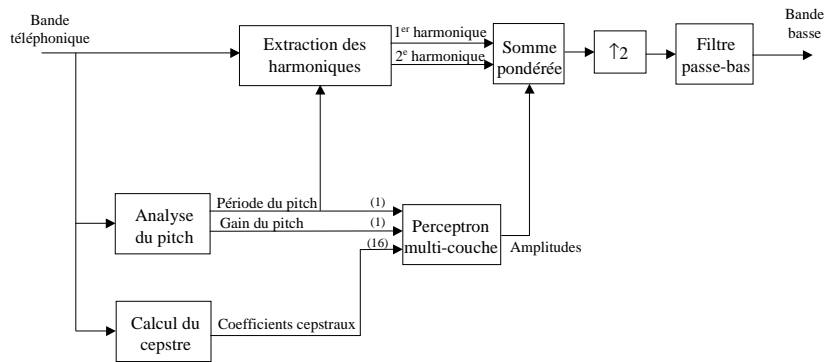 Bande
téléphonique
Extraction des
harmoniques
1er harmonique
2e harmonique
Somme
pondérée
↑2
Filtre
passe-bas
Bande
basse
Analyse
du pitch
Période du pitch
(1)
Gain du pitch
(1)
(16)
Perceptron
multi-couche
Amplitudes
Calcul du
cepstre
Coefficients cepstraux